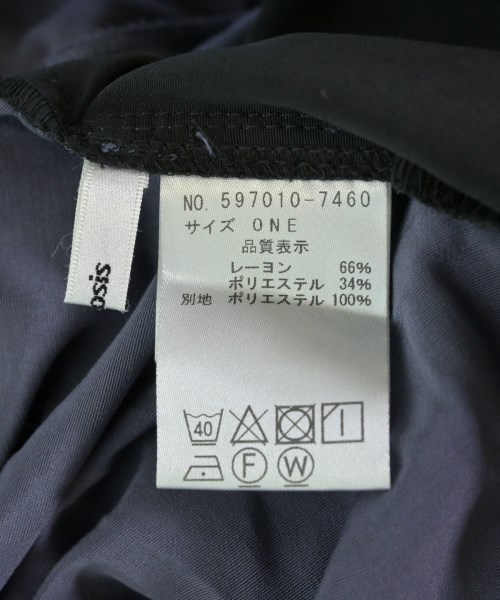 NO. 597010-7460
サイズ ONE
品質表示
レーヨン 66%
ポリエステル 34%
別地 ポリエステル 100%
40
F W
osis